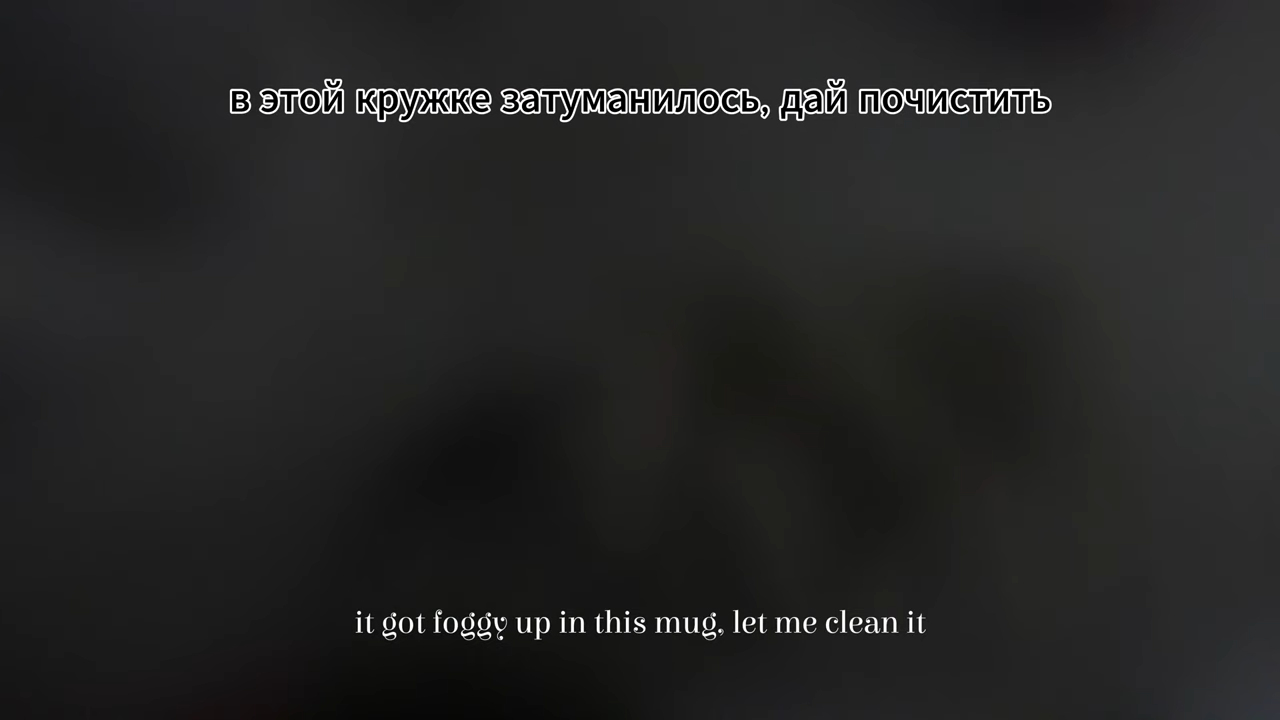 в этой кружке затуманилось, дай почистить
it got foggy up in this mug, let me clean it